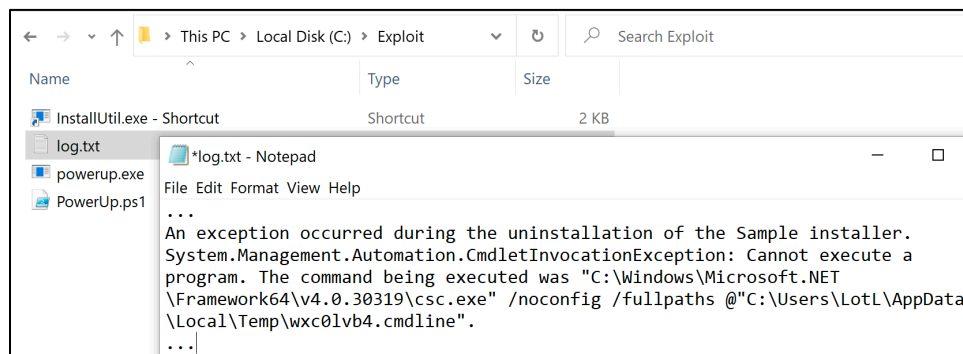 This PC > Local Disk (C:) > Exploit
Search Exploit
Name Type Size
InstallUtil.exe - Shortcut Shortcut 2 KB
log.txt
powerup.exe
PowerUp.ps1
*log.txt - Notepad
File Edit Format View Help
...
An exception occurred during the uninstallation of the Sample installer.
System.Management.Automation.CmdletInvocationException: Cannot execute a
program. The command being executed was "C:\Windows\Microsoft.NET
\Framework64\v4.0.30319\csc.exe" /noconfig /fullpaths @"C:\Users\LotL\AppData
\Local\Temp\wxc0lvb4.cmdline".
...